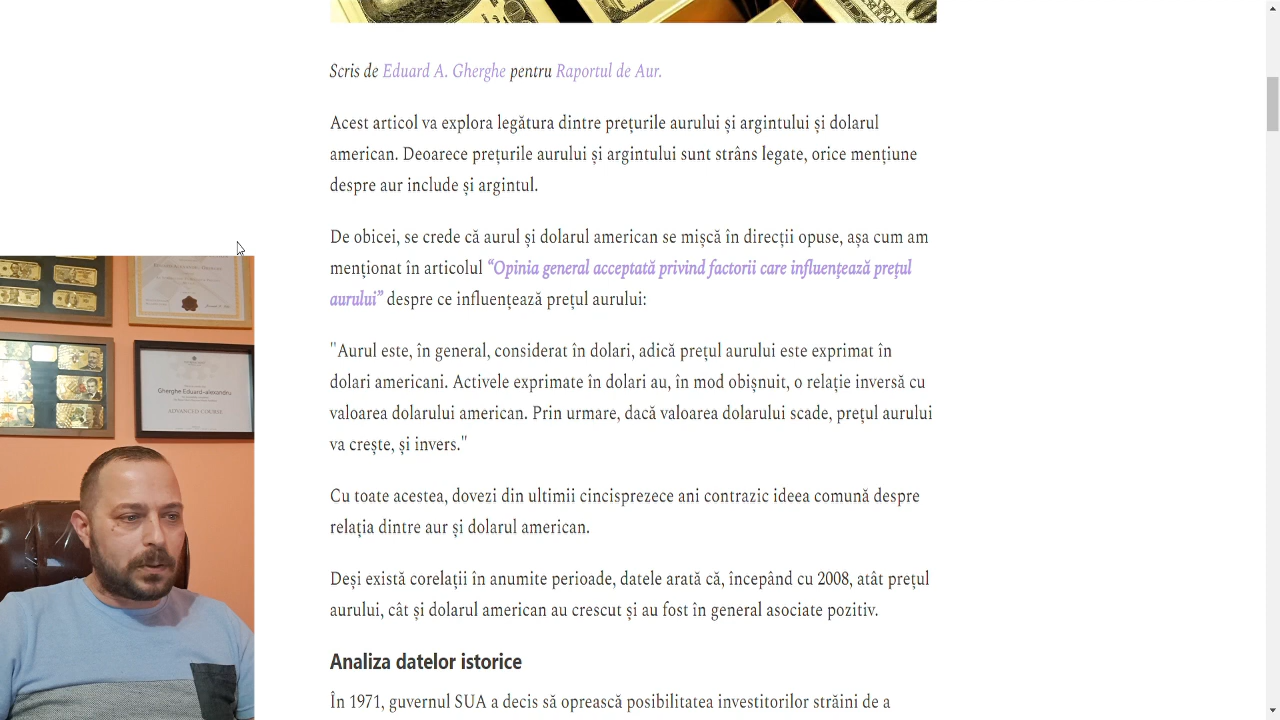 Scris de Eduard A. Gherghe pentru Raportul de Aur.
Acest articol va explora legătura dintre prețurile aurului și argintului și dolarul
american. Deoarece prețurile aurului și argintului sunt strâns legate, orice mențiune
despre aur include și argintul.
De obicei, se crede că aurul și dolarul american se mișcă în direcții opuse, așa cum am
menționat în articolul “Opinia general acceptată privind factorii care influențează prețul
aurului” despre ce influențează prețul aurului:
"Aurul este, în general, considerat în dolari, adică prețul aurului este exprimat în
dolari americani. Activele exprimate în dolari au, în mod obișnuit, o relație inversă cu
valoarea dolarului american. Prin urmare, dacă valoarea dolarului scade, prețul aurului
va crește, și invers."
Cu toate acestea, dovezi din ultimii cincisprezece ani contrazic ideea comună despre
relația dintre aur și dolarul american.
Deși există corelații în anumite perioade, datele arată că, începând cu 2008, atât prețul
aurului, cât și dolarul american au crescut și au fost în general asociate pozitiv.
Analiza datelor istorice
În 1971, guvernul SUA a decis să oprească posibilitatea investitorilor străini de a
Gherghe Eduard-alexandru
ADVANCED COURSE